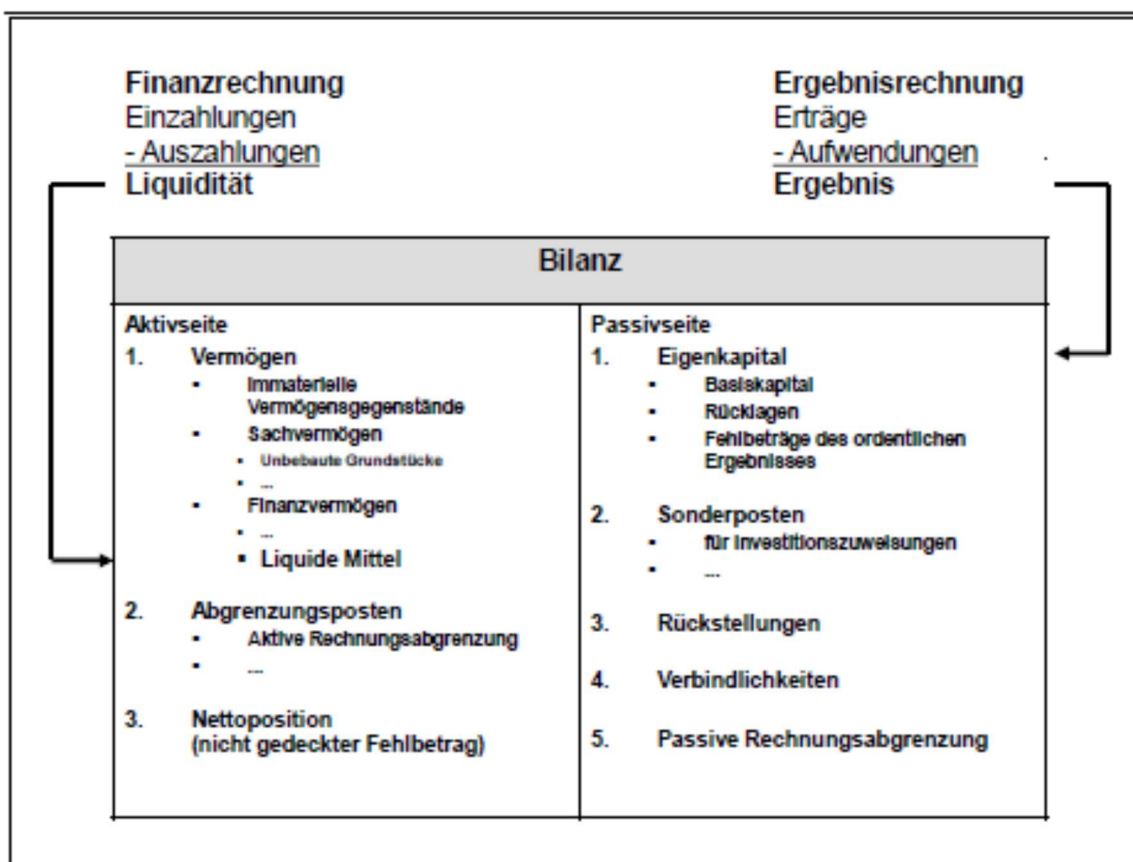 Finanzrechnung
Einzahlungen
- Auszahlungen
Liquidität
Ergebnisrechnung
Erträge
- Aufwendungen
Ergebnis
Bilanz
Aktivseite
1. Vermögen
▪ Immaterielle
Vermögensgegenstände
▪ Sachvermögen
▪ Unbebaute Grundstücke
▪ ...
▪ Finanzvermögen
▪ ...
▪ Liquide Mittel
2. Abgrenzungsposten
▪ Aktive Rechnungsabgrenzung
▪ ...
3. Nettoposition
(nicht gedeckter Fehlbetrag)
Passivseite
1. Eigenkapital
▪ Basiskapital
▪ Rücklagen
▪ Fehlbeträge des ordentlichen
Ergebnisses
2. Sonderposten
▪ für Investitionszuweisungen
▪ ...
3. Rückstellungen
4. Verbindlichkeiten
5. Passive Rechnungsabgrenzung